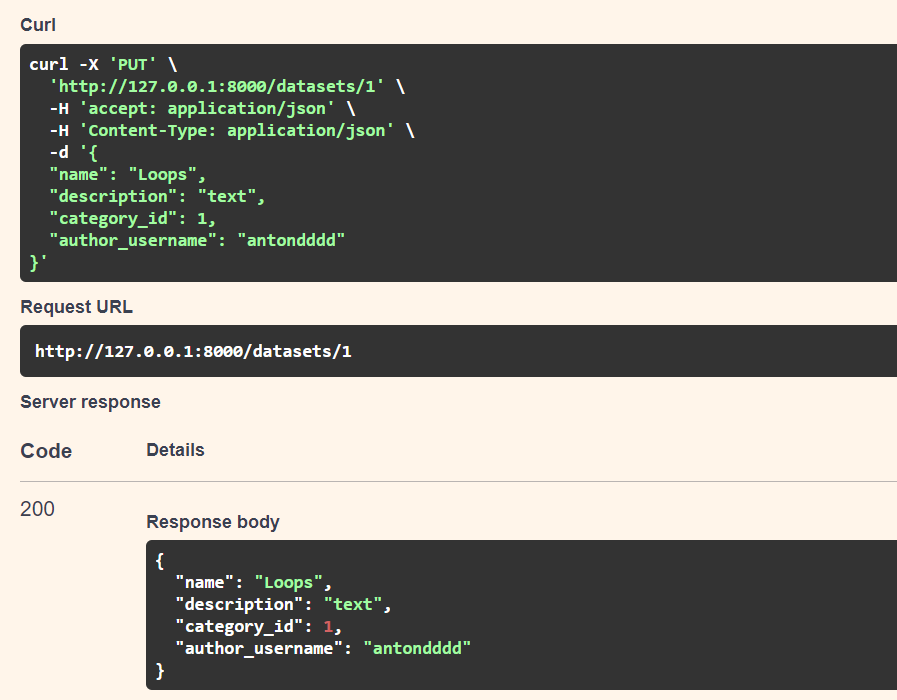 Curl
curl -X 'PUT' \
  'http://127.0.0.1:8000/datasets/1' \
  -H 'accept: application/json' \
  -H 'Content-Type: application/json' \
  -d '{
  "name": "Loops",
  "description": "text",
  "category_id": 1,
  "author_username": "antondddd"
}'
Request URL
http://127.0.0.1:8000/datasets/1
Server response
Code Details
200
Response body
{
  "name": "Loops",
  "description": "text",
  "category_id": 1,
  "author_username": "antondddd"
}